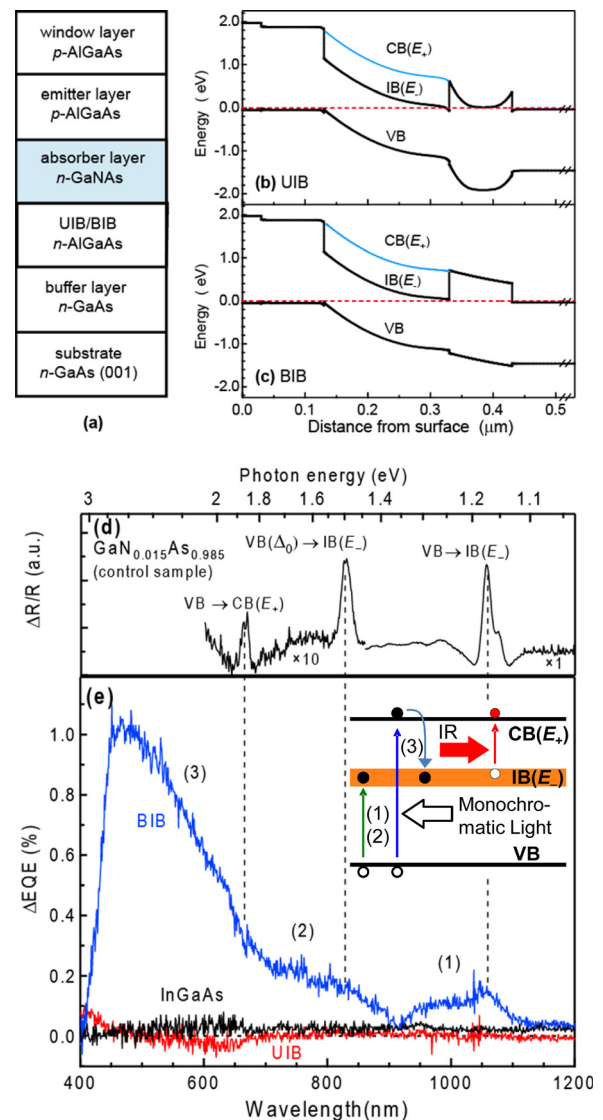 window layer
p-AlGaAs
emitter layer
p-AlGaAs
absorber layer
n-GaNAs
UIB/BIB
n-AlGaAs
buffer layer
n-GaAs
substrate
n-GaAs (001)
(a)
Energy ( eV)
2.0
1.0
0.0
-1.0
-2.0
CB(E+)
IB(E-)
VB
(b) UIB
Energy ( eV)
2.0
1.0
0.0
-1.0
-2.0
CB(E+)
IB(E-)
VB
(c) BIB
0.0 0.1 0.2 0.3 0.4 0.5
Distance from surface (μm)
Photon energy (eV)
3 2 1.8 1.6 1.4 1.2 1.1
(d)
GaN0.015As0.985
(control sample)
VB(Δ0) → IB(E-)
VB → IB(E-)
VB → CB(E+)
×10
×1
ΔR/R (a.u.)
(e)
(3)
BIB
(2)
(1)
InGaAs
UIB
(3)
IR
CB(E+)
IB(E-)
(1)
(2)
Monochro-
matic Light
VB
ΔEQE (%)
1.0
0.8
0.6
0.4
0.2
0.0
400 600 800 1000 1200
Wavelength(nm)